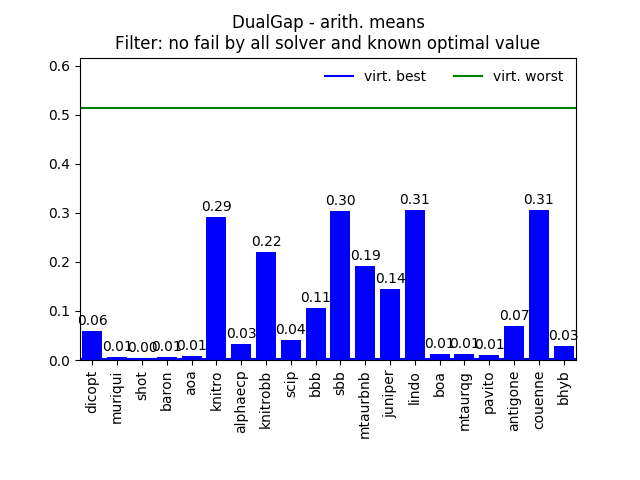 DualGap - arith. means
Filter: no fail by all solver and known optimal value
virt. best virt. worst
0.6
0.5
0.4
0.3
0.2
0.1
0.0
0.06 0.01 0.00 0.01 0.01 0.29 0.03 0.22 0.04 0.11 0.30 0.19 0.14 0.31 0.01 0.01 0.01 0.07 0.31 0.03
dicopt muriqui shot baron aoa knitro alphaecp knitrobb scip bbb sbb mtaurbnb juniper lindo boa mtaurqg pavito antigone couenne bhyb